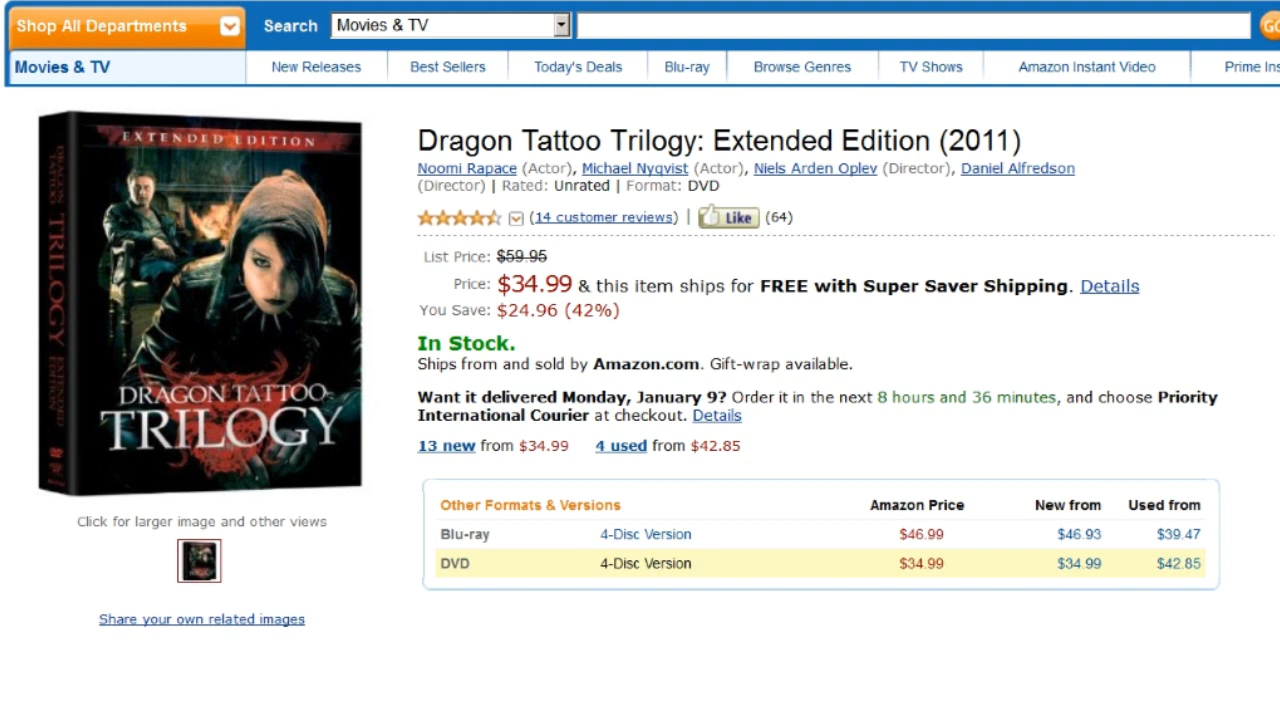 Shop All Departments
Search
Movies & TV
Movies & TV
New Releases
Best Sellers
Today's Deals
Blu-ray
Browse Genres
TV Shows
Amazon Instant Video
EXTENDED EDITION
DRAGON TATTOO
TRILOGY
DRAGON TATTOO TRILOGY EXTENDED EDITION
Click for larger image and other views
Share your own related images
Dragon Tattoo Trilogy: Extended Edition (2011)
Noomi Rapace (Actor), Michael Nyqvist (Actor), Niels Arden Oplev (Director), Daniel Alfredson
(Director) | Rated: Unrated | Format: DVD
(14 customer reviews) | Like (64)
List Price: $59.95
Price: $34.99 & this item ships for FREE with Super Saver Shipping. Details
You Save: $24.96 (42%)
In Stock.
Ships from and sold by Amazon.com. Gift-wrap available.
Want it delivered Monday, January 9? Order it in the next 8 hours and 36 minutes, and choose Priority
International Courier at checkout. Details
13 new from $34.99 4 used from $42.85
Other Formats & Versions Amazon Price New from Used from
Blu-ray 4-Disc Version $46.99 $46.93 $39.47
DVD 4-Disc Version $34.99 $34.99 $42.85